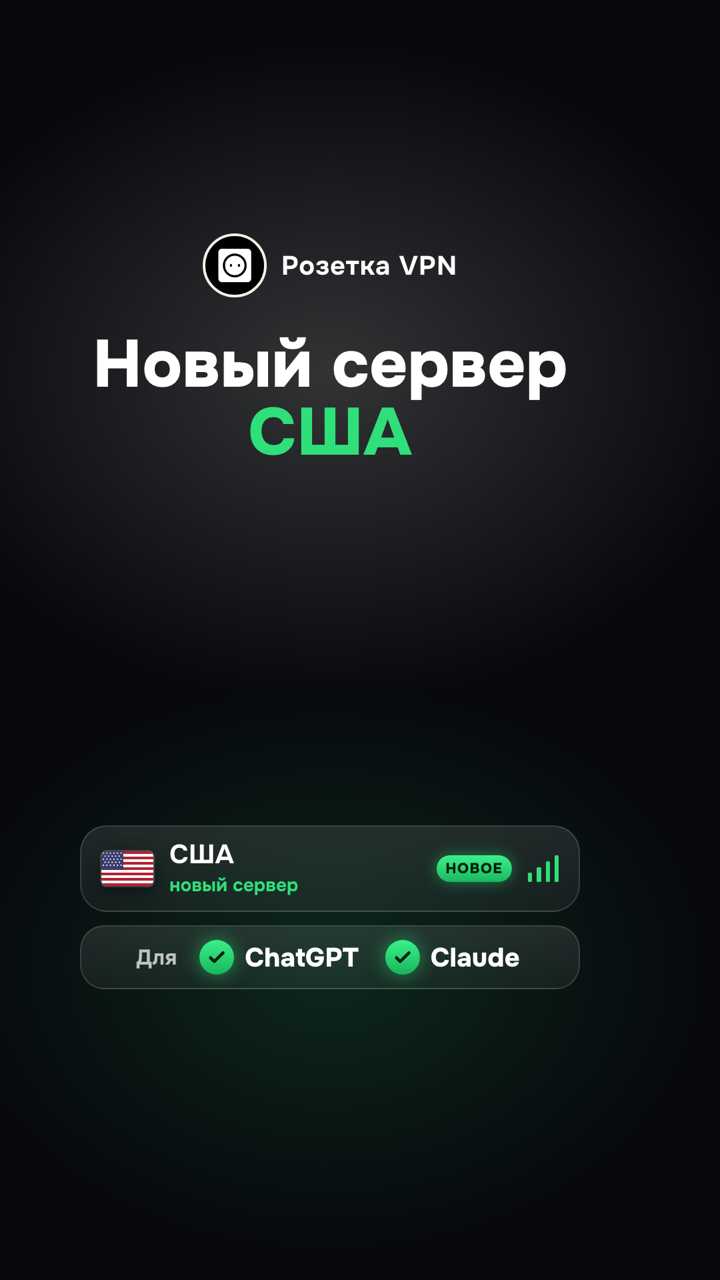 Розетка VPN
Новый сервер
США
США
новый сервер
НОВОЕ
Для ChatGPT Claude